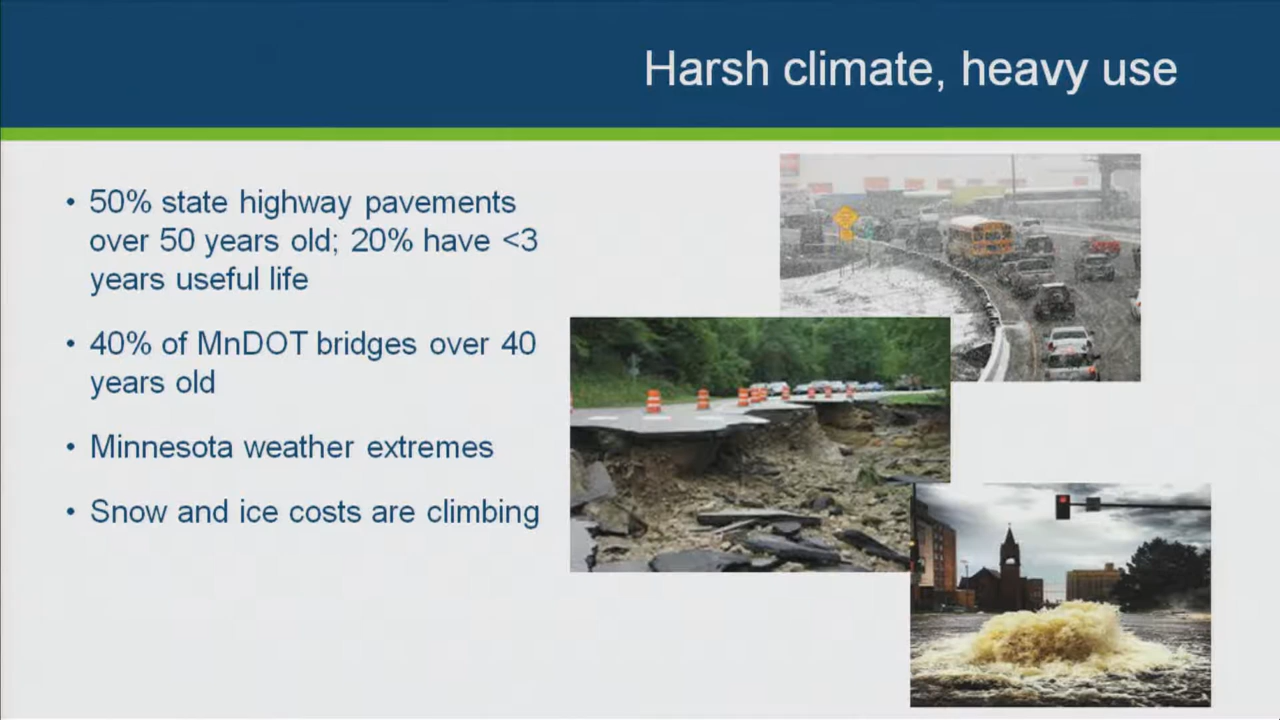 Harsh climate, heavy use
• 50% state highway pavements
over 50 years old; 20% have <3
years useful life
• 40% of MnDOT bridges over 40
years old
• Minnesota weather extremes
• Snow and ice costs are climbing